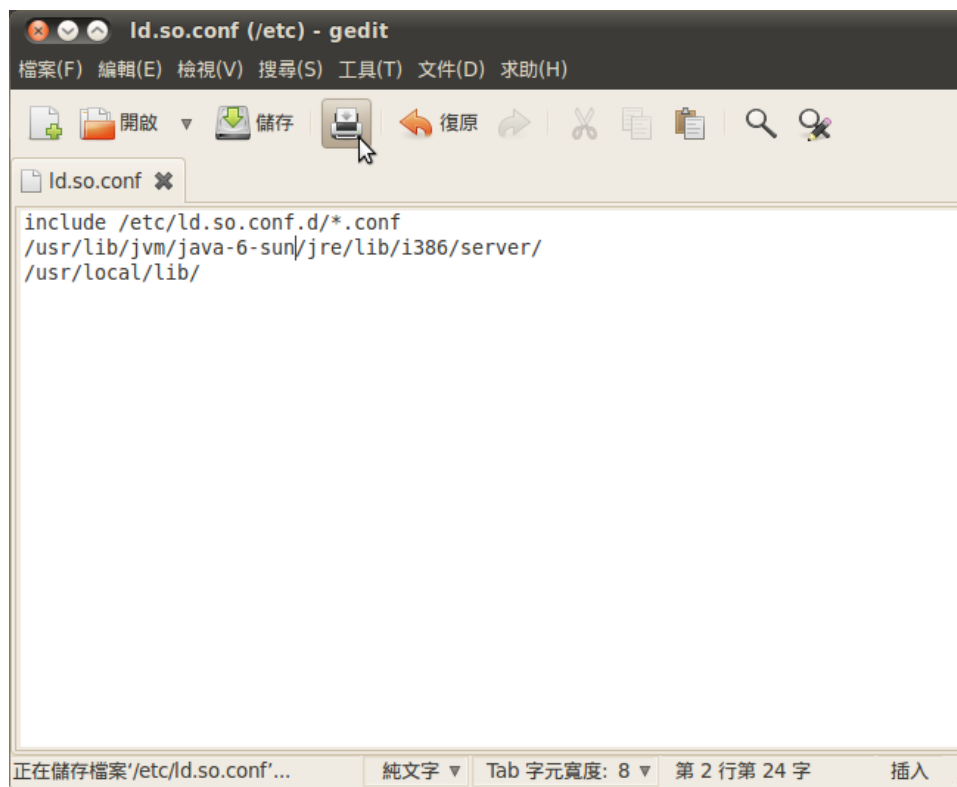 ld.so.conf (/etc) - gedit
檔案(F) 編輯(E) 檢視(V) 搜尋(S) 工具(T) 文件(D) 求助(H)
開啟 儲存 復原
ld.so.conf
include /etc/ld.so.conf.d/*.conf
/usr/lib/jvm/java-6-sun/jre/lib/i386/server/
/usr/local/lib/
正在儲存檔案‘/etc/ld.so.conf’... 純文字 Tab 字元寬度: 8 第 2 行第 24 字 插入